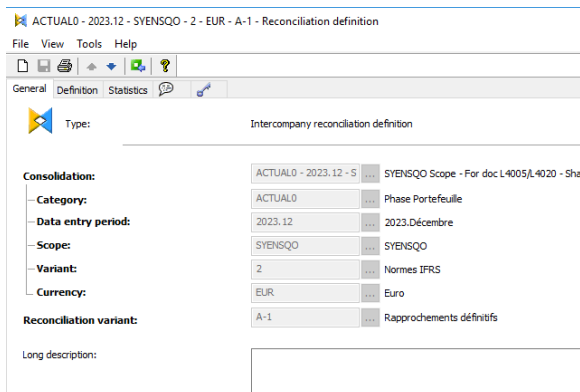 ACTUAL0 - 2023.12 - SYENSQO - 2 - EUR - A-1 - Reconciliation definition
File View Tools Help
General Definition Statistics
Type: Intercompany reconciliation definition
Consolidation: ACTUAL0 - 2023.12 - S ... SYENSQO Scope - For doc L4005/L4020 - Sha
Category: ACTUAL0 ... Phase Portefeuille
Data entry period: 2023.12 ... 2023.Décembre
Scope: SYENSQO ... SYENSQO
Variant: 2 ... Normes IFRS
Currency: EUR ... Euro
Reconciliation variant: A-1 ... Rapprochements définitifs
Long description: